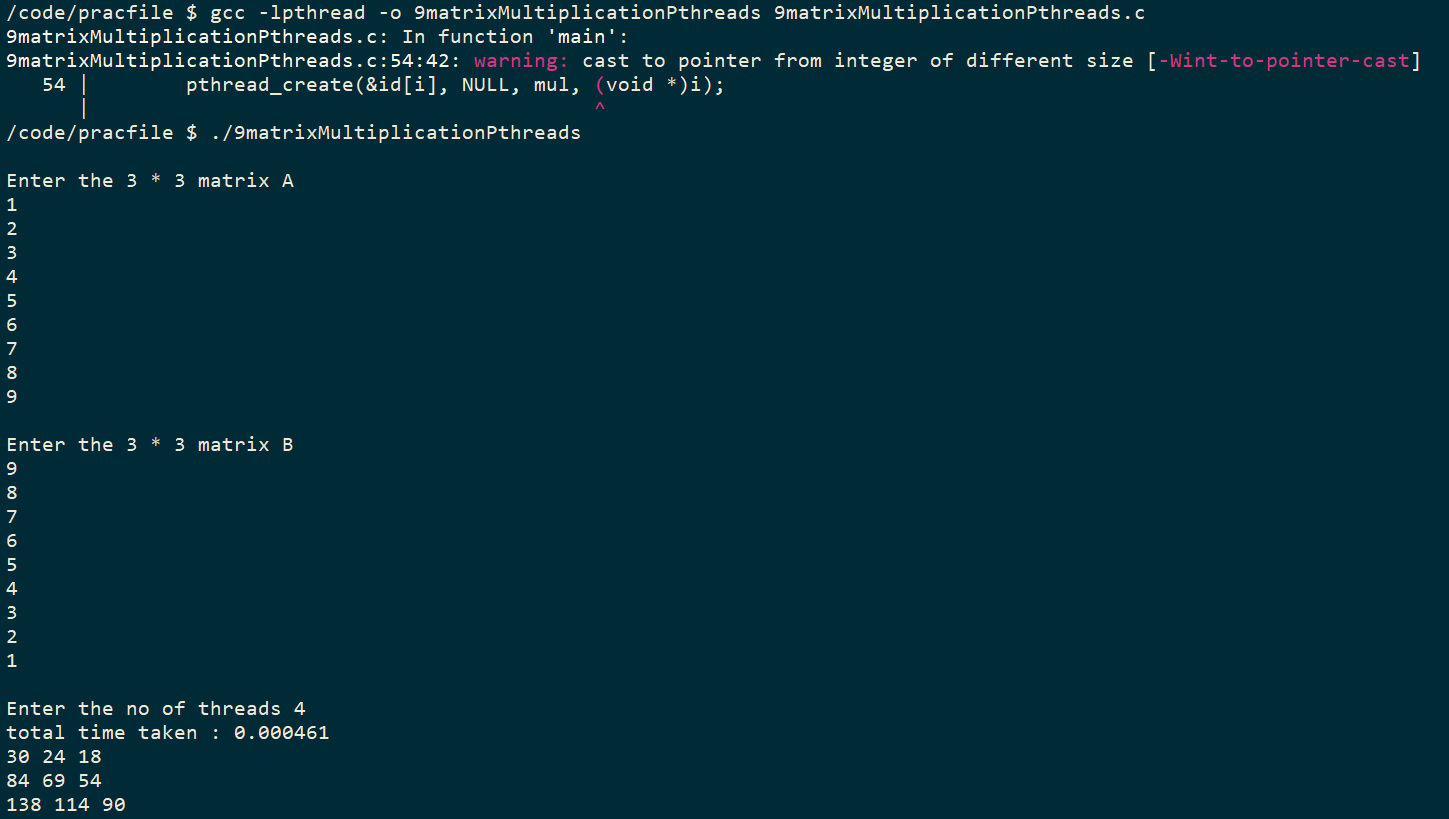 /code/pracfile $ gcc -lpthread -o 9matrixMultiplicationPthreads 9matrixMultiplicationPthreads.c
9matrixMultiplicationPthreads.c: In function 'main':
9matrixMultiplicationPthreads.c:54:42: warning: cast to pointer from integer of different size [-Wint-to-pointer-cast]
   54 |        pthread_create(&id[i], NULL, mul, (void *)i);
      |                                          ^
/code/pracfile $ ./9matrixMultiplicationPthreads

Enter the 3 * 3 matrix A
1
2
3
4
5
6
7
8
9

Enter the 3 * 3 matrix B
9
8
7
6
5
4
3
2
1

Enter the no of threads 4
total time taken : 0.000461
30 24 18
84 69 54
138 114 90